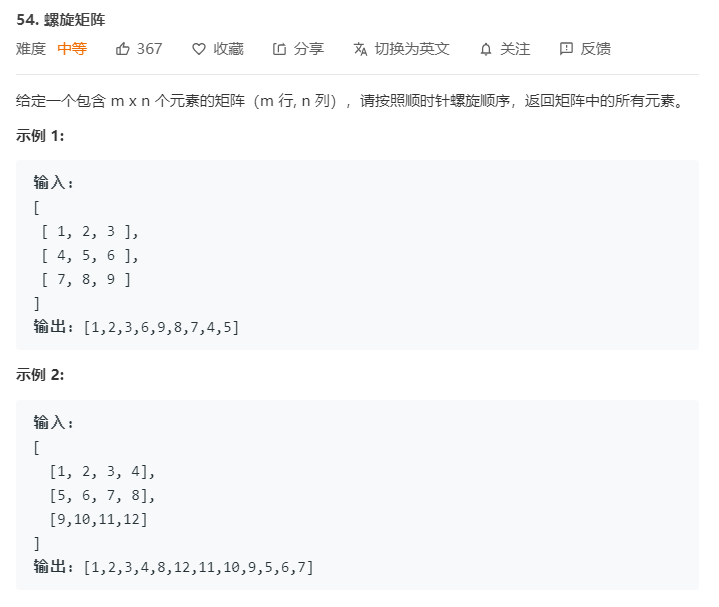 54. 螺旋矩阵
难度 中等 367 收藏 分享 切换为英文 关注 反馈
给定一个包含 m x n 个元素的矩阵（m 行, n 列），请按照顺时针螺旋顺序，返回矩阵中的所有元素。
示例 1:
输入:
[
[ 1, 2, 3 ],
[ 4, 5, 6 ],
[ 7, 8, 9 ]
]
输出: [1,2,3,6,9,8,7,4,5]
示例 2:
输入:
[
[1, 2, 3, 4],
[5, 6, 7, 8],
[9,10,11,12]
]
输出: [1,2,3,4,8,12,11,10,9,5,6,7]